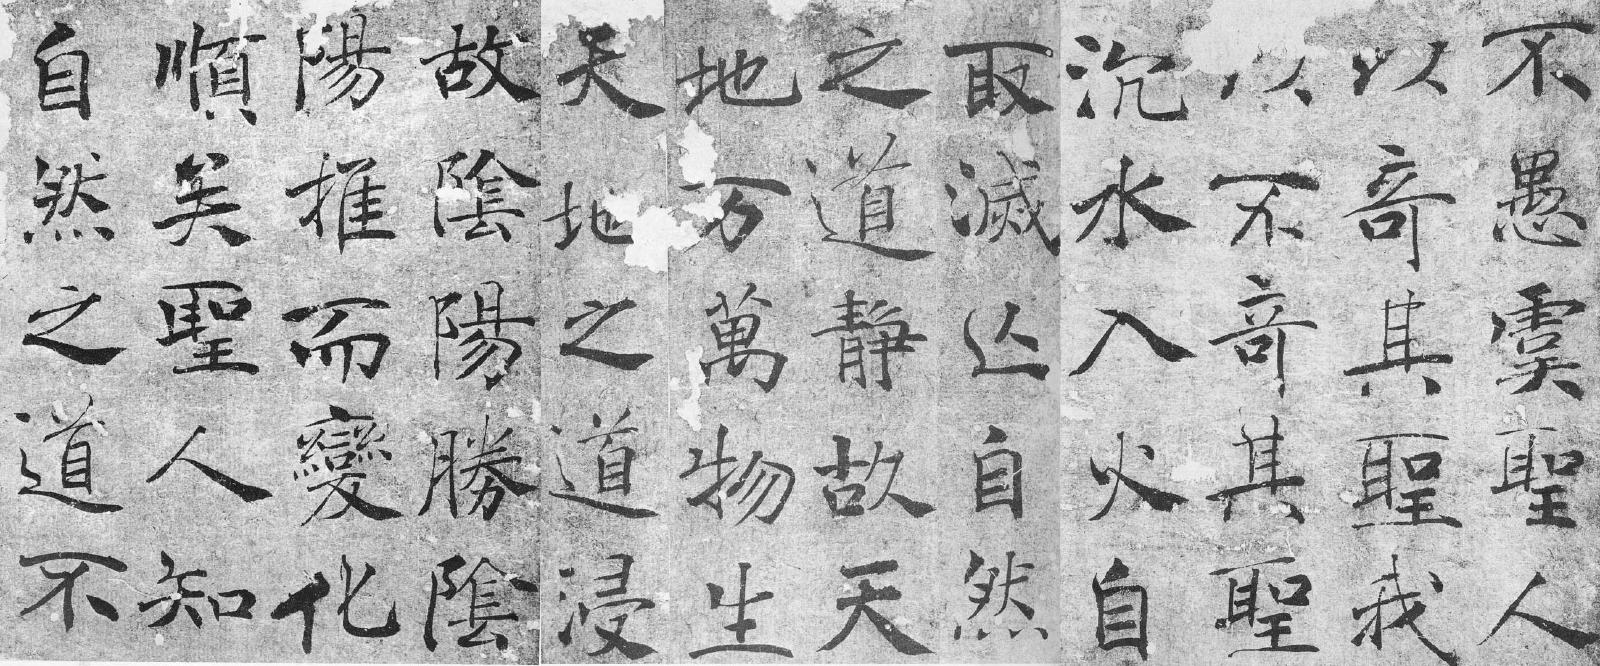 不愚虞聖人
以奇其聖我
以不奇其聖
沉水入火自
取滅亾自然
之道静故天
地万萬物生
天地之道浸
故陰陽勝陰
陽推而變化
順矣聖人知
自然之道不